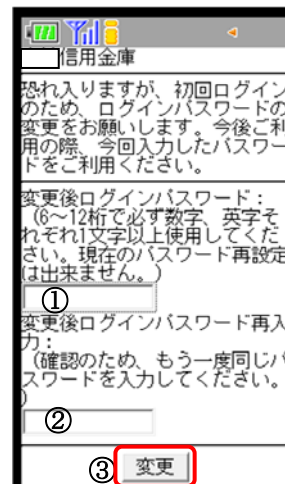 信用金庫
恐れ入りますが、初回ログイン
のため、ログインパスワードの
変更をお願いします。今後ご利
用の際、今回入力したパスワー
ドをご利用ください。
変更後ログインパスワード：
（6～12桁で必ず数字、英字そ
れぞれ1文字以上使用してくだ
さい。現在のパスワード再設定
は出来ません。）
①
変更後ログインパスワード再入
力：
（確認のため、もう一度同じパ
スワードを入力してください。
）
②
③ 変更